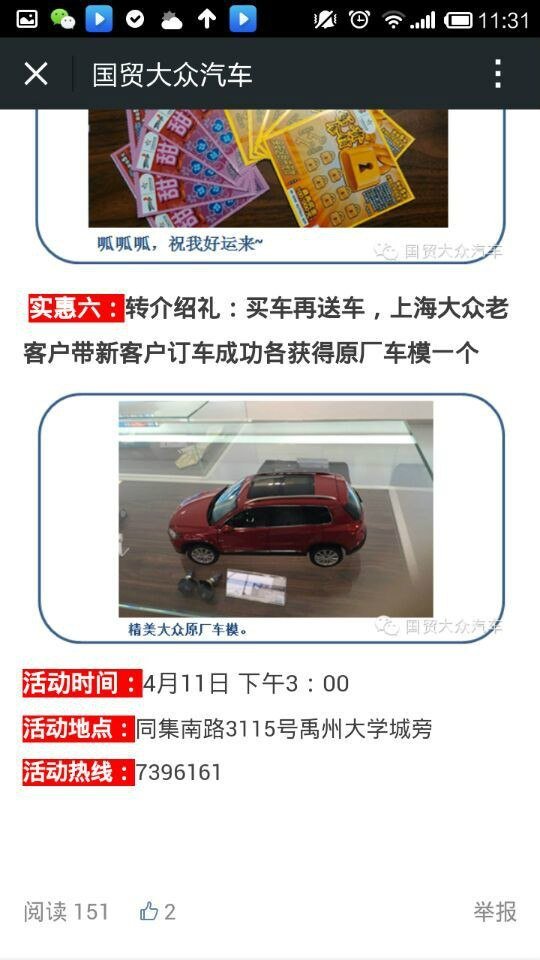 11:31
国贸大众汽车
甜
甜
呱呱呱，祝我好运来~
国贸大众汽车
实惠六：转介绍礼：买车再送车，上海大众老
客户带新客户订车成功各获得原厂车模一个
精美大众原厂车模。
国贸大众汽车
活动时间：4月11日 下午3：00
活动地点：同集南路3115号禹州大学城旁
活动热线：7396161
阅读 151
2
举报